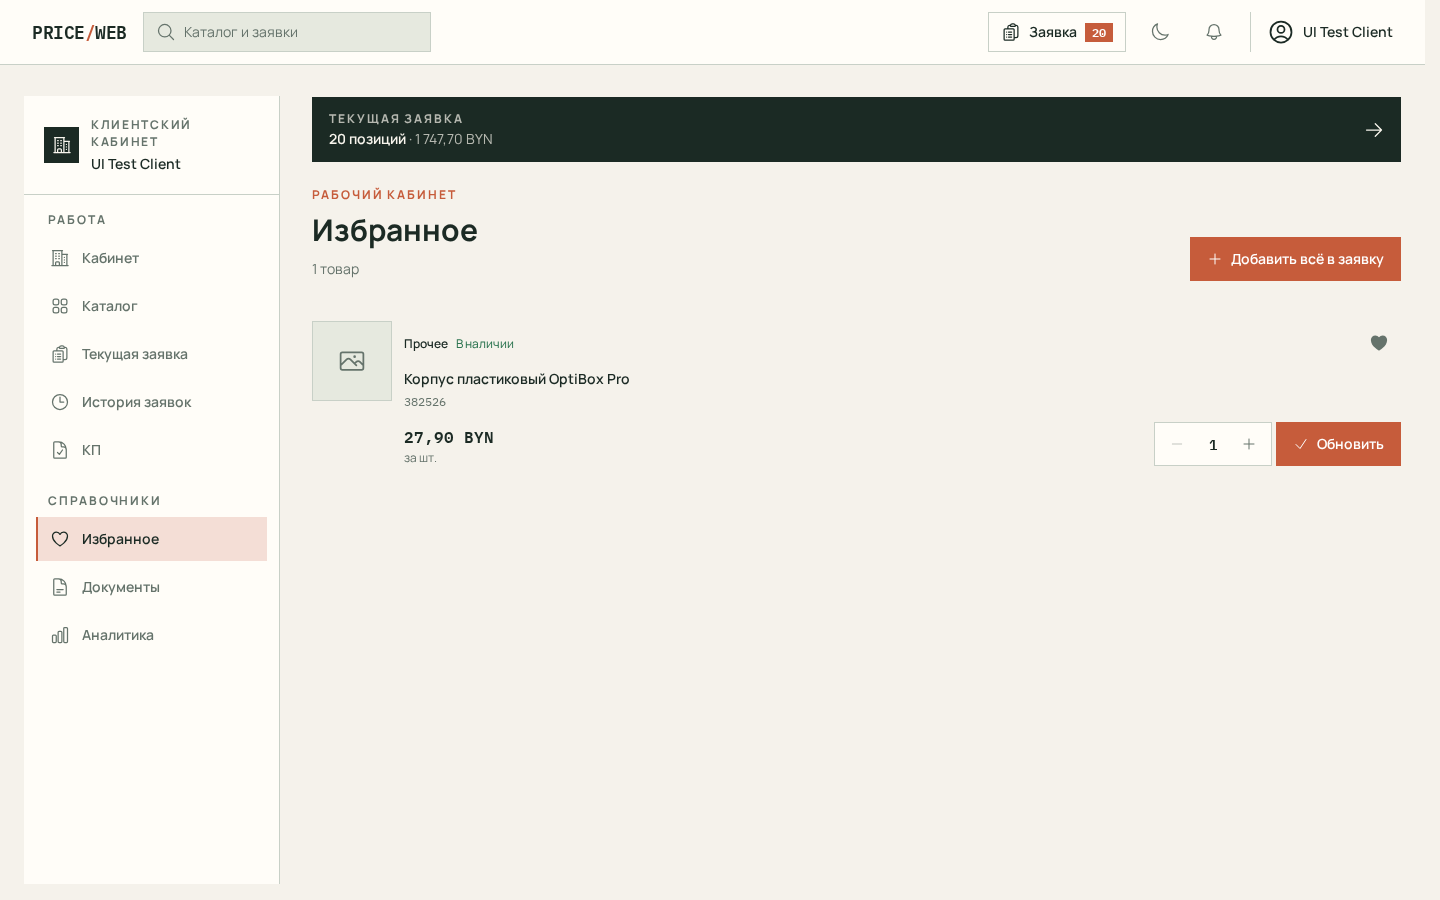 PRICE/WEB
Каталог и заявки
Заявка 20
UI Test Client
КЛИЕНТСКИЙ
КАБИНЕТ
UI Test Client
РАБОТА
Кабинет
Каталог
Текущая заявка
История заявок
КП
СПРАВОЧНИКИ
Избранное
Документы
Аналитика
ТЕКУЩАЯ ЗАЯВКА
20 позиций · 1 747,70 BYN
РАБОЧИЙ КАБИНЕТ
Избранное
1 товар
Добавить всё в заявку
Прочее В наличии
Корпус пластиковый OptiBox Pro
382526
27,90 BYN
за шт.
1
Обновить